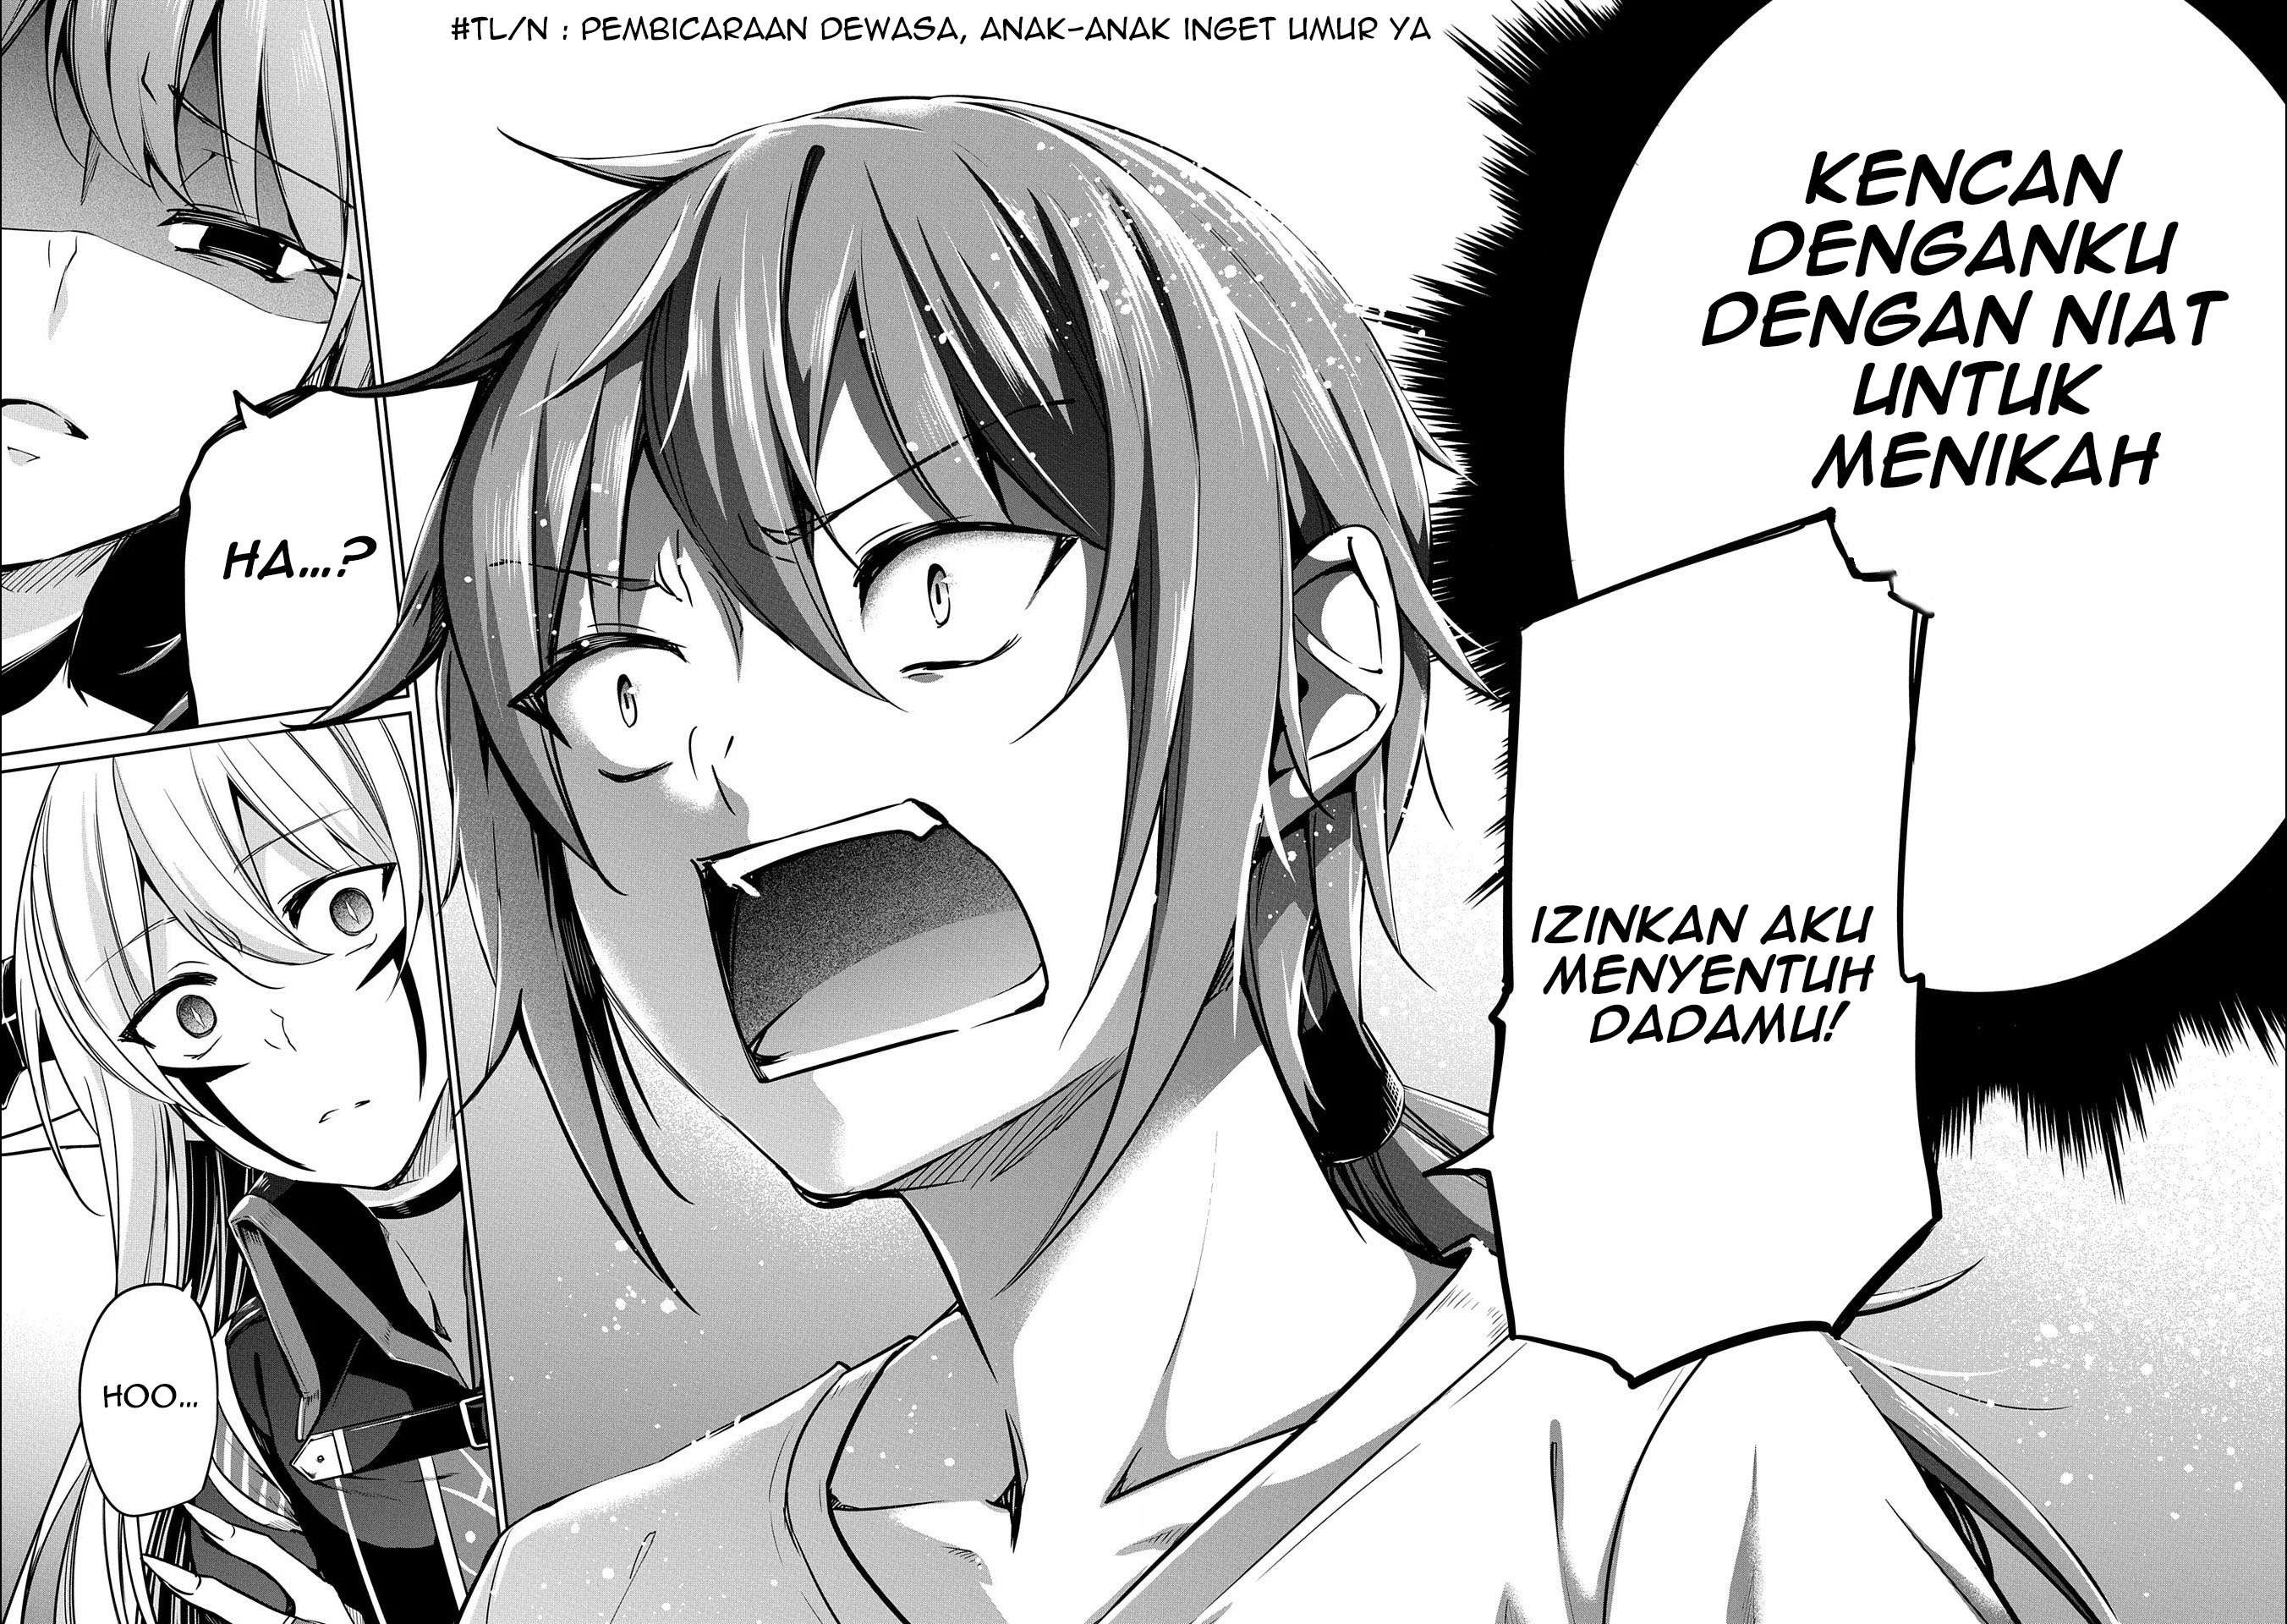 #TL/N : PEMBICARAAN DEWASA, ANAK-ANAK INGET UMUR YA
KENCAN
DENGANKU
DENGAN NIAT
UNTUK
MENIKAH
IZINKAN AKU
MENYENTUH
DADAMU!
HA...?
HOO...